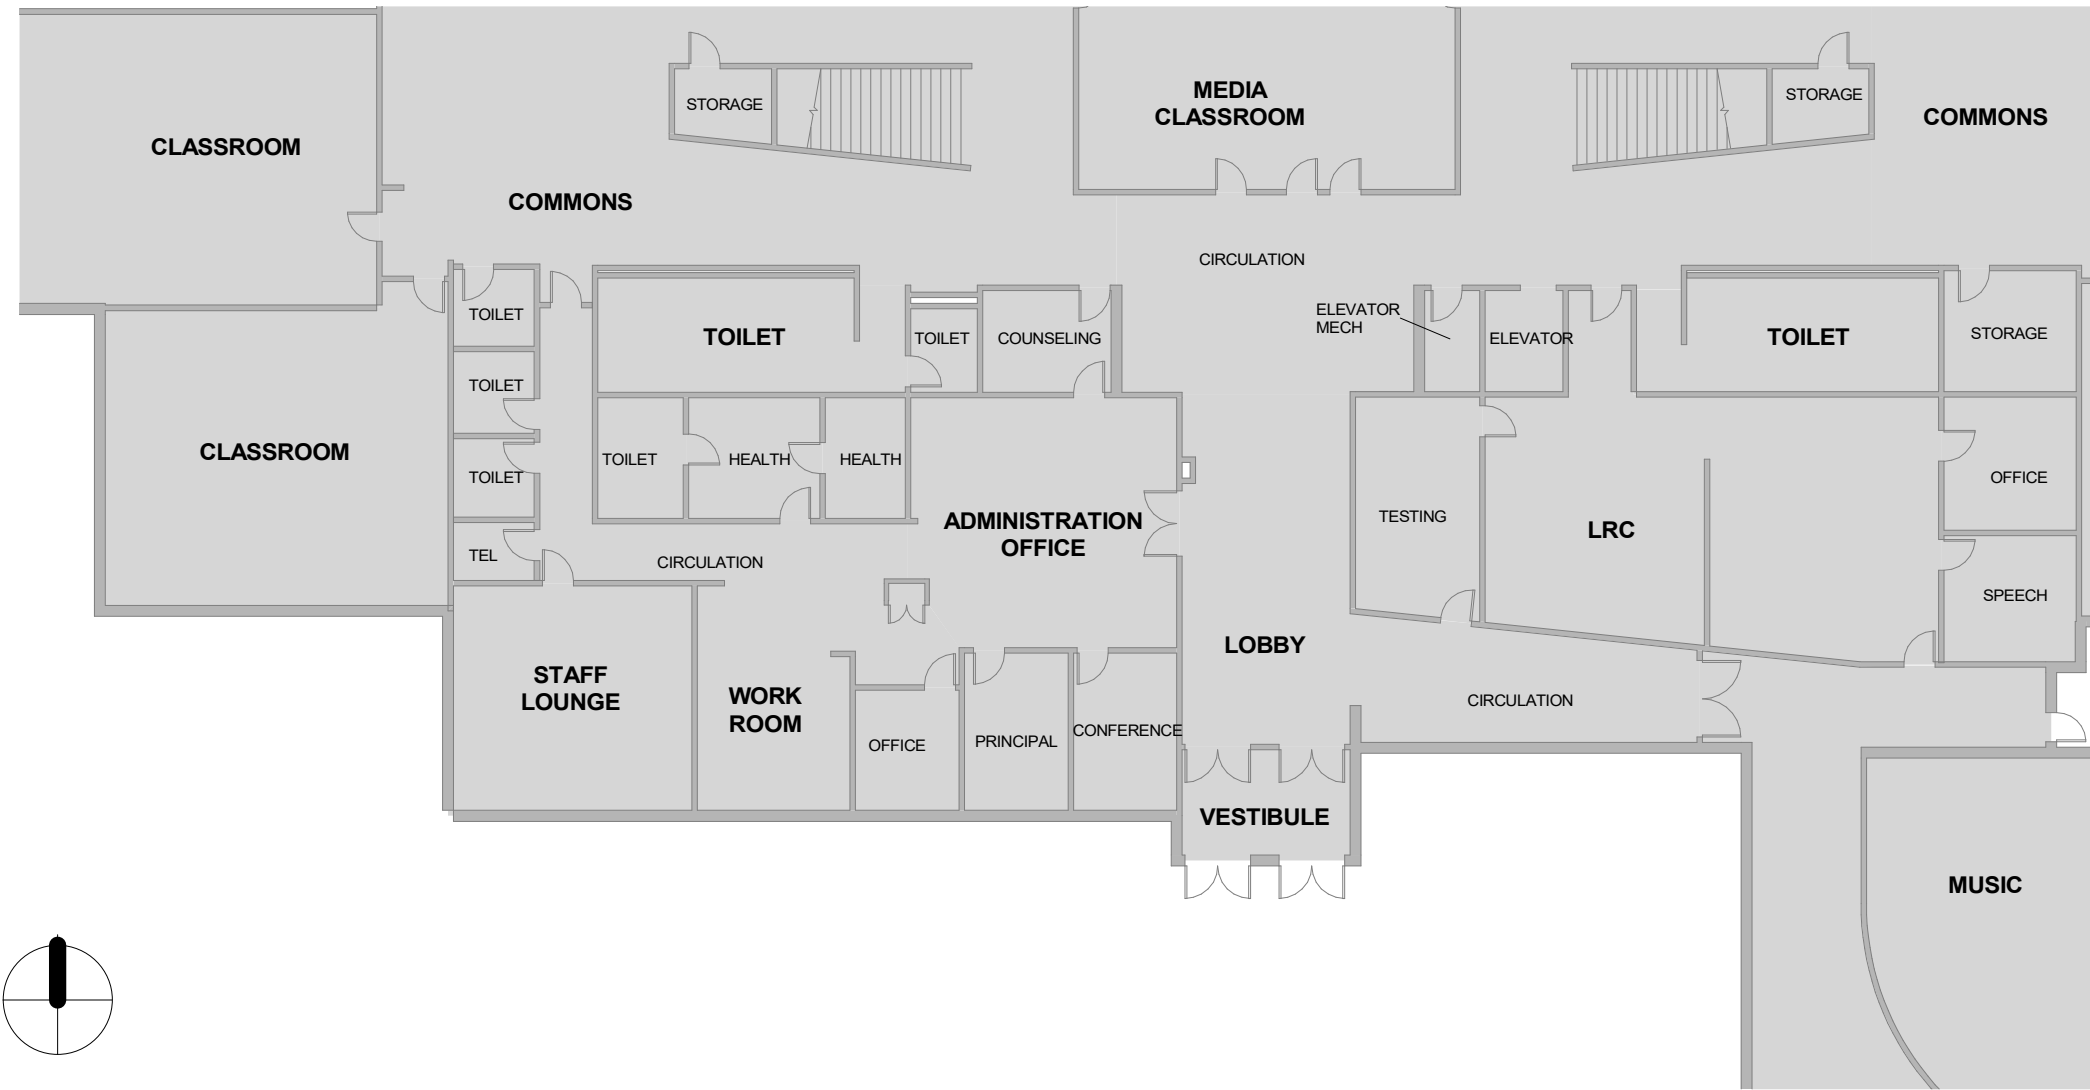 MEDIA
CLASSROOM
STORAGE
STORAGE
COMMONS
CLASSROOM
COMMONS
CIRCULATION
TOILET
TOILET
TOILET
COUNSELING
ELEVATOR
MECH
ELEVATOR
TOILET
STORAGE
TOILET
CLASSROOM
TOILET
TOILET
HEALTH
HEALTH
TESTING
LRC
OFFICE
ADMINISTRATION
OFFICE
TEL
CIRCULATION
SPEECH
LOBBY
STAFF
LOUNGE
WORK
ROOM
OFFICE
PRINCIPAL
CONFERENCE
CIRCULATION
VESTIBULE
MUSIC